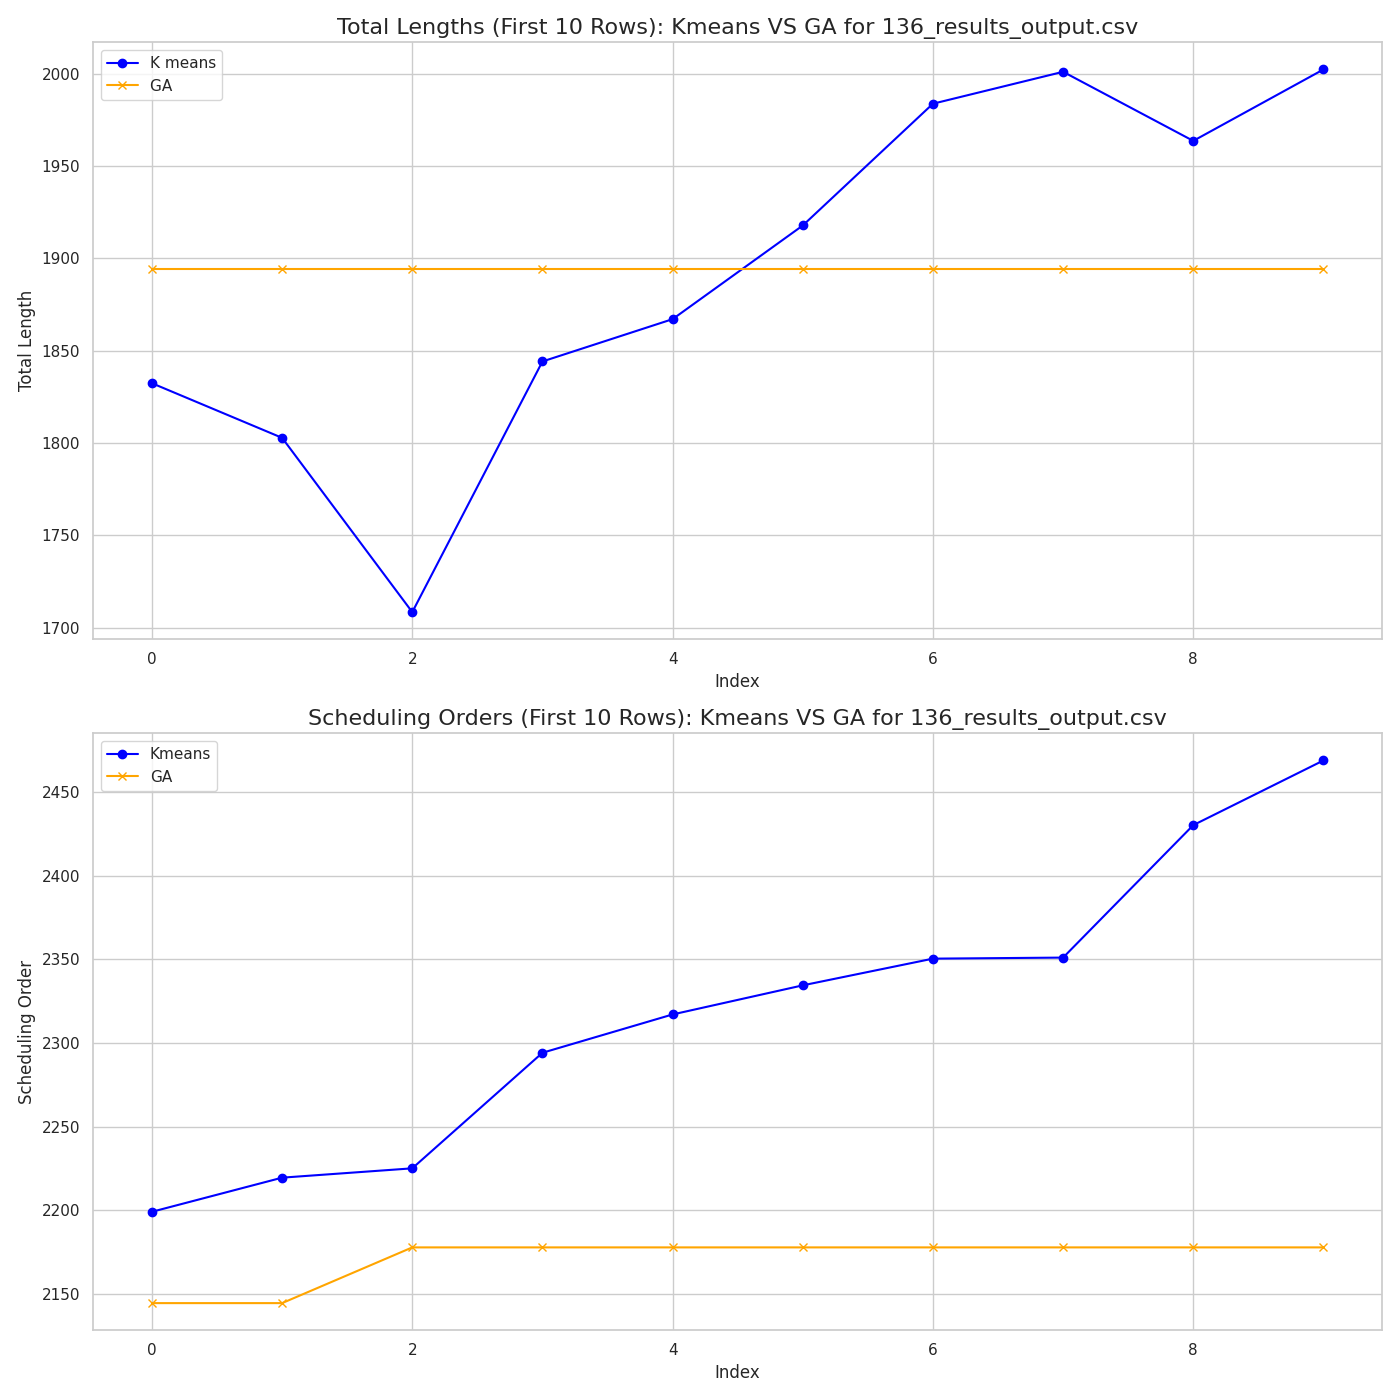 Total Lengths (First 10 Rows): Kmeans VS GA for 136_results_output.csv
K means
GA
2000
1950
1900
1850
1800
1750
1700
Total Length
0 2 4 6 8
Index
Scheduling Orders (First 10 Rows): Kmeans VS GA for 136_results_output.csv
Kmeans
GA
2450
2400
2350
2300
2250
2200
2150
Scheduling Order
0 2 4 6 8
Index